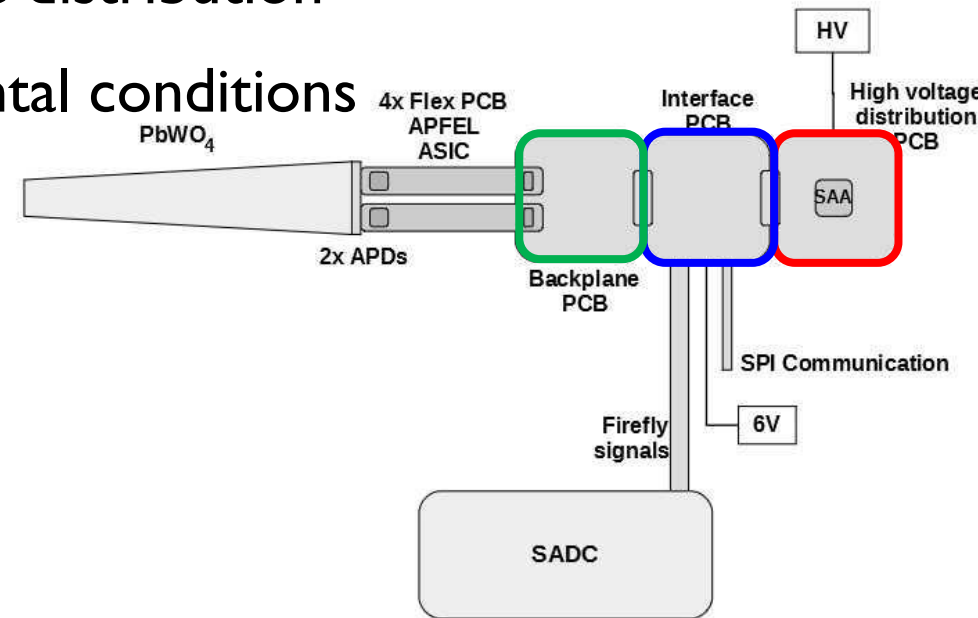 distribution
ntal conditions
HV
4x Flex PCB
APFEL
ASIC
Interface
PCB
High voltage
distribution
PCB
PbWO4
SAA
2x APDs
Backplane
PCB
SPI Communication
6V
Firefly
signals
SADC